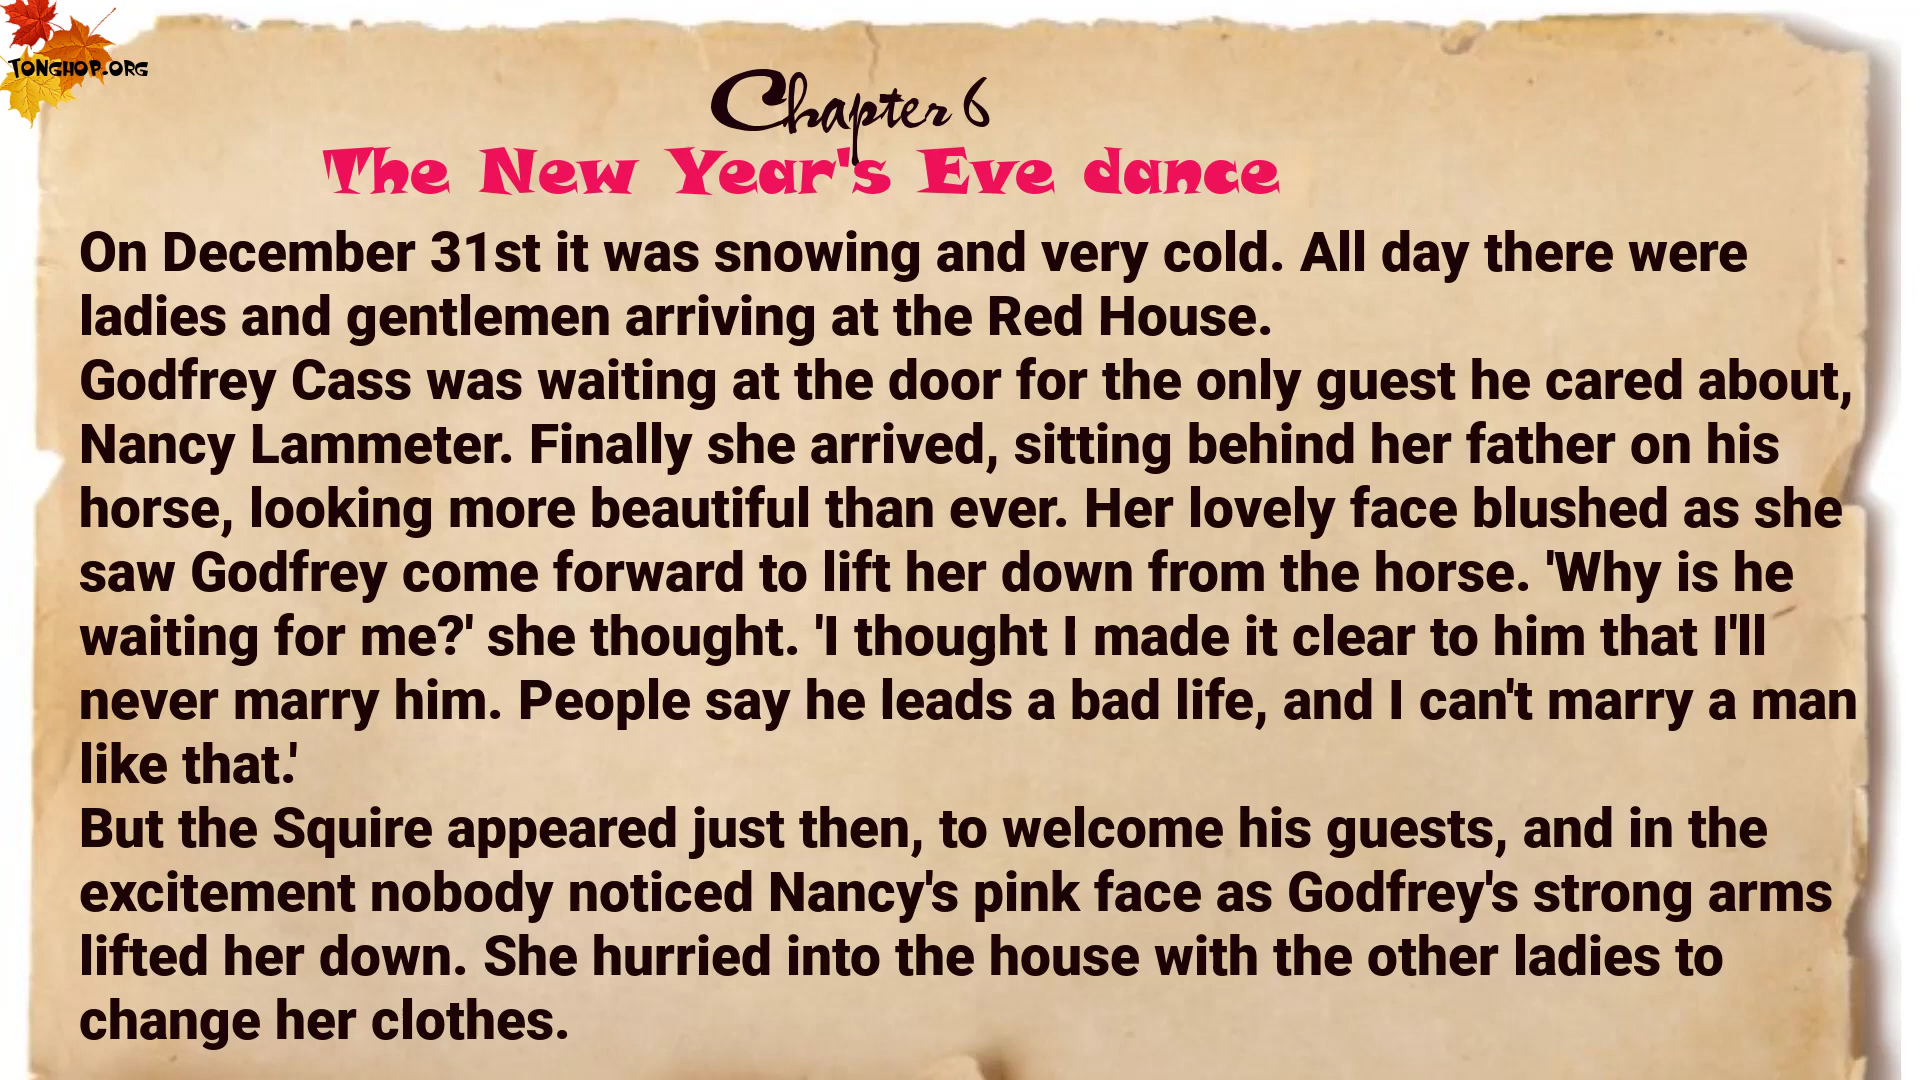 TONGHOP.ORG
Chapter 6
The New Year's Eve dance
On December 31st it was snowing and very cold. All day there were
ladies and gentlemen arriving at the Red House.
Godfrey Cass was waiting at the door for the only guest he cared about,
Nancy Lammeter. Finally she arrived, sitting behind her father on his
horse, looking more beautiful than ever. Her lovely face blushed as she
saw Godfrey come forward to lift her down from the horse. 'Why is he
waiting for me?' she thought. 'I thought I made it clear to him that I'll
never marry him. People say he leads a bad life, and I can't marry a man
like that.'
But the Squire appeared just then, to welcome his guests, and in the
excitement nobody noticed Nancy's pink face as Godfrey's strong arms
lifted her down. She hurried into the house with the other ladies to
change her clothes.